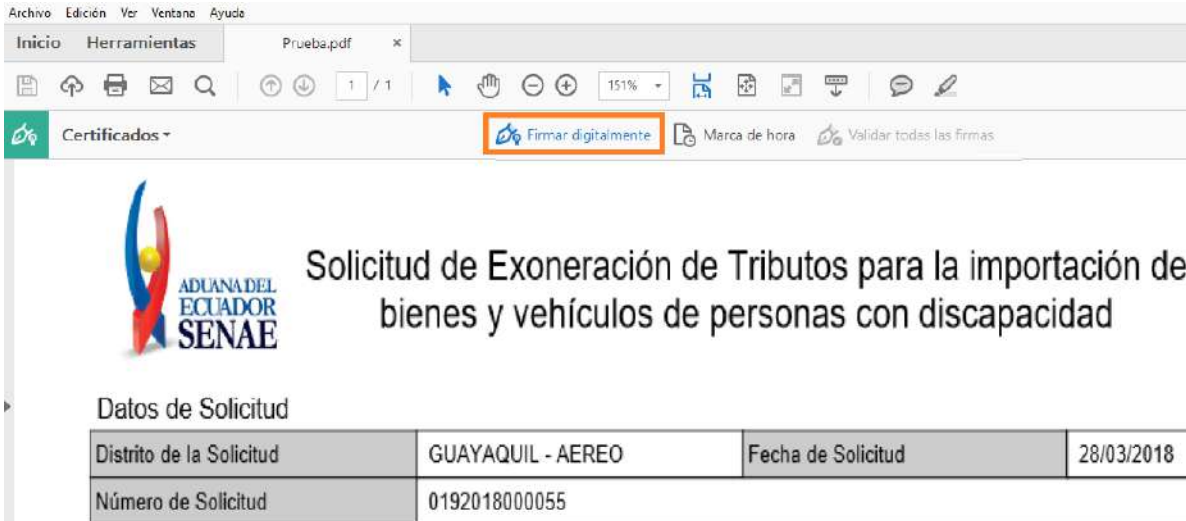 Archivo Edición Ver Ventana Ayuda
Inicio Herramientas Prueba.pdf ×
1 / 1 151%
Certificados Firmar digitalmente Marca de hora Validar todas las firmas
ADUANA DEL
ECUADOR
SENAE
Solicitud de Exoneración de Tributos para la importación de
bienes y vehículos de personas con discapacidad
Datos de Solicitud
Distrito de la Solicitud GUAYAQUIL - AEREO Fecha de Solicitud 28/03/2018
Número de Solicitud 0192018000055